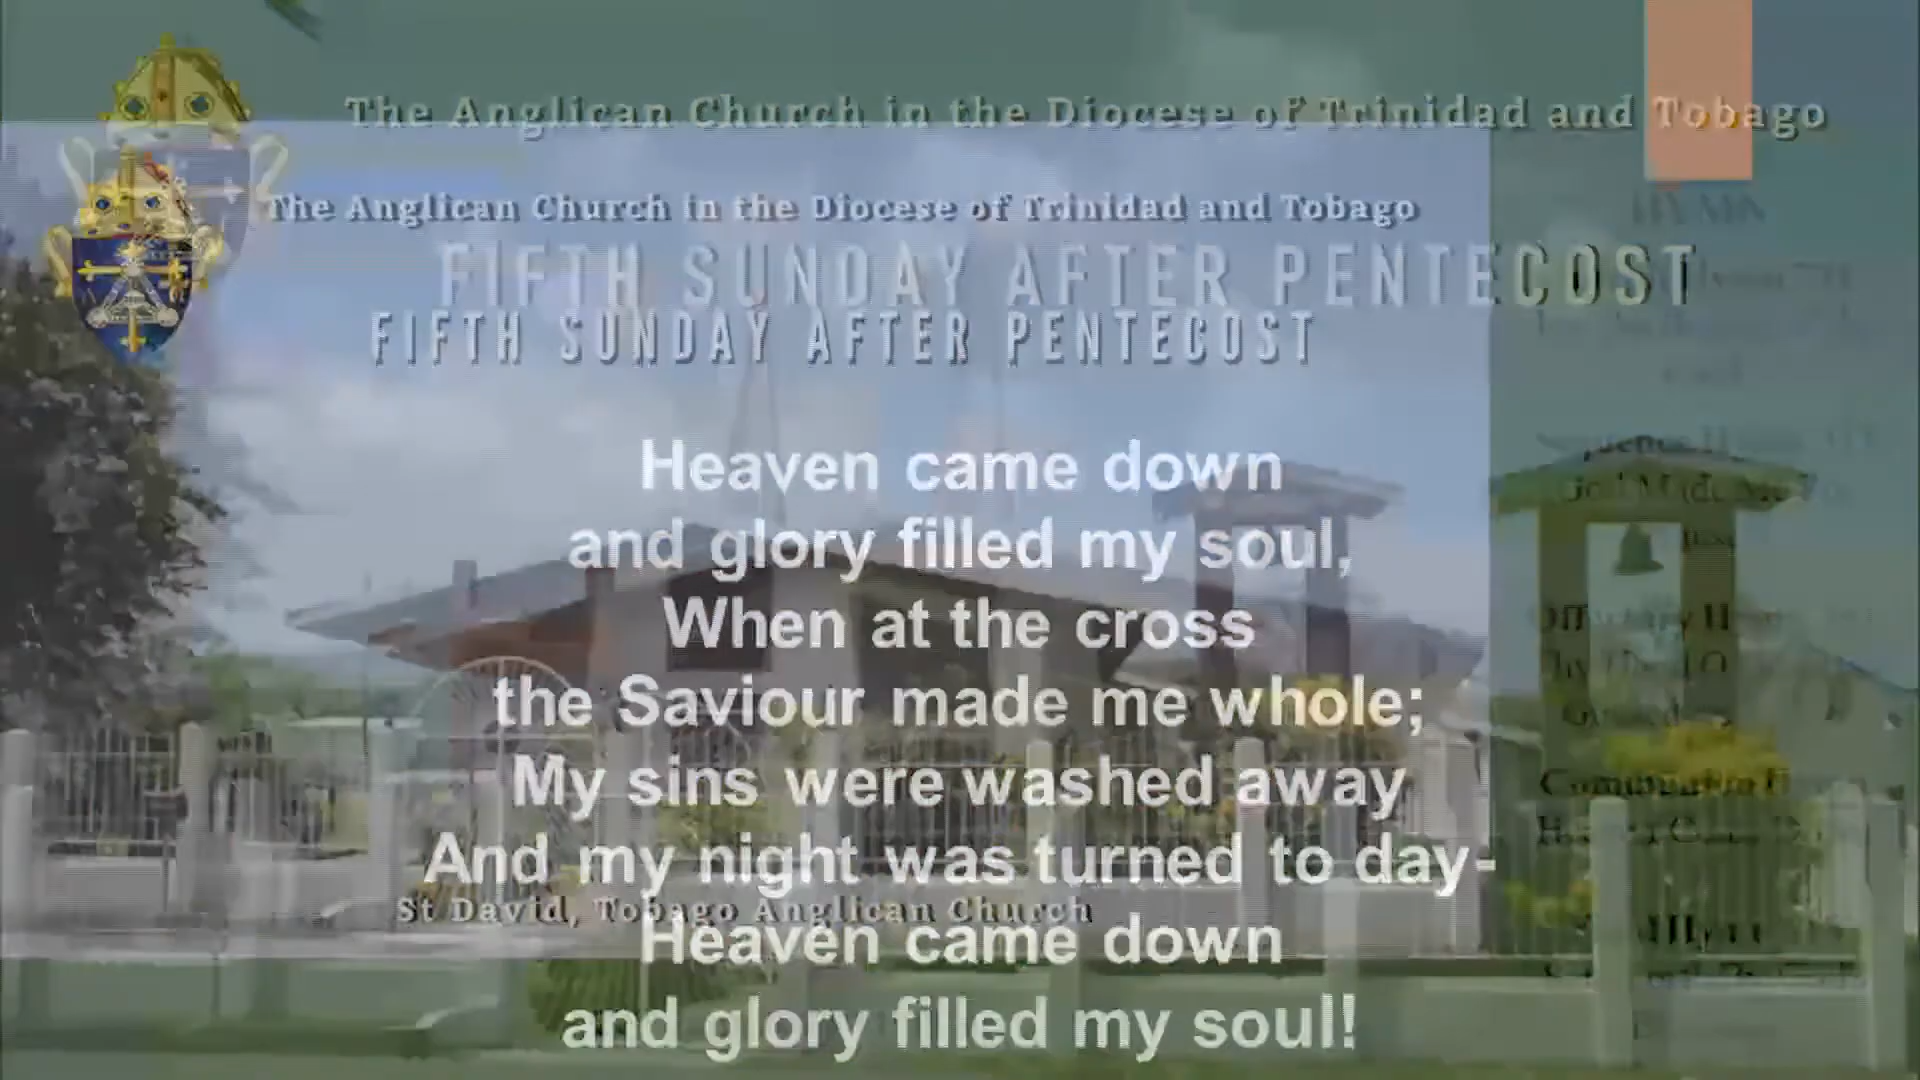 The Anglican Church in the Diocese of Trinidad and Tobago
The Anglican Church in the Diocese of Trinidad and Tobago
FIFTH SUNDAY AFTER PENTECOST
FIFTH SUNDAY AFTER PENTECOST
Heaven came down
and glory filled my soul,
When at the cross
the Saviour made me whole;
My sins were washed away
And my night was turned to day-
St David, Tobago Anglican Church
Heaven came down
and glory filled my soul!